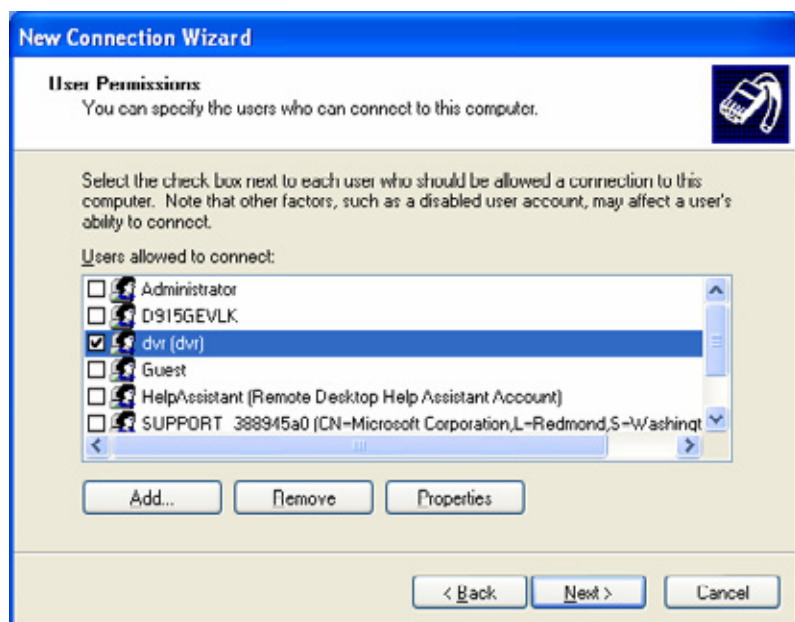 New Connection Wizard
User Permissions
You can specify the users who can connect to this computer.
Select the check box next to each user who should be allowed a connection to this
computer. Note that other factors, such as a disabled user account, may affect a user's
ability to connect.
Users allowed to connect:
Administrator
D915GEVLK
dvr (dvr)
Guest
HelpAssistant (Remote Desktop Help Assistant Account)
SUPPORT_388945a0 (CN=Microsoft Corporation,L=Redmond,S=Washingt
Add... Remove Properties
< Back Next > Cancel